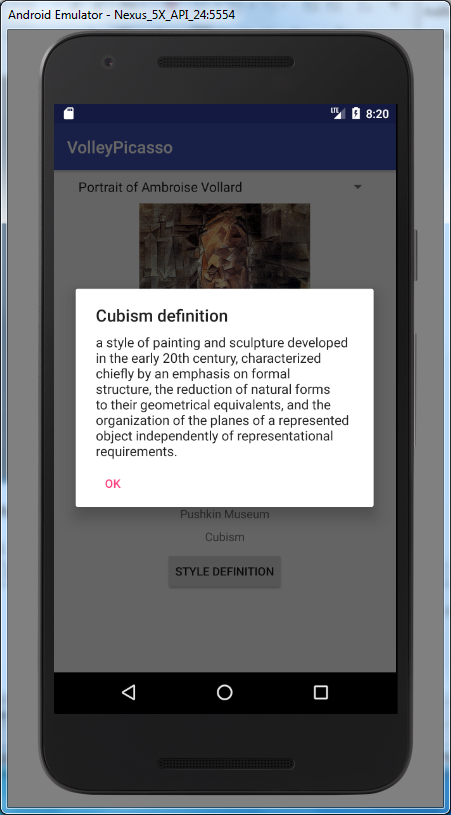 Android Emulator - Nexus_5X_API_24:5554
LTE 8:20
VolleyPicasso
Portrait of Ambroise Vollard
Cubism definition
a style of painting and sculpture developed
in the early 20th century, characterized
chiefly by an emphasis on formal
structure, the reduction of natural forms
to their geometrical equivalents, and the
organization of the planes of a represented
object independently of representational
requirements.
OK
Pushkin Museum
Cubism
STYLE DEFINITION